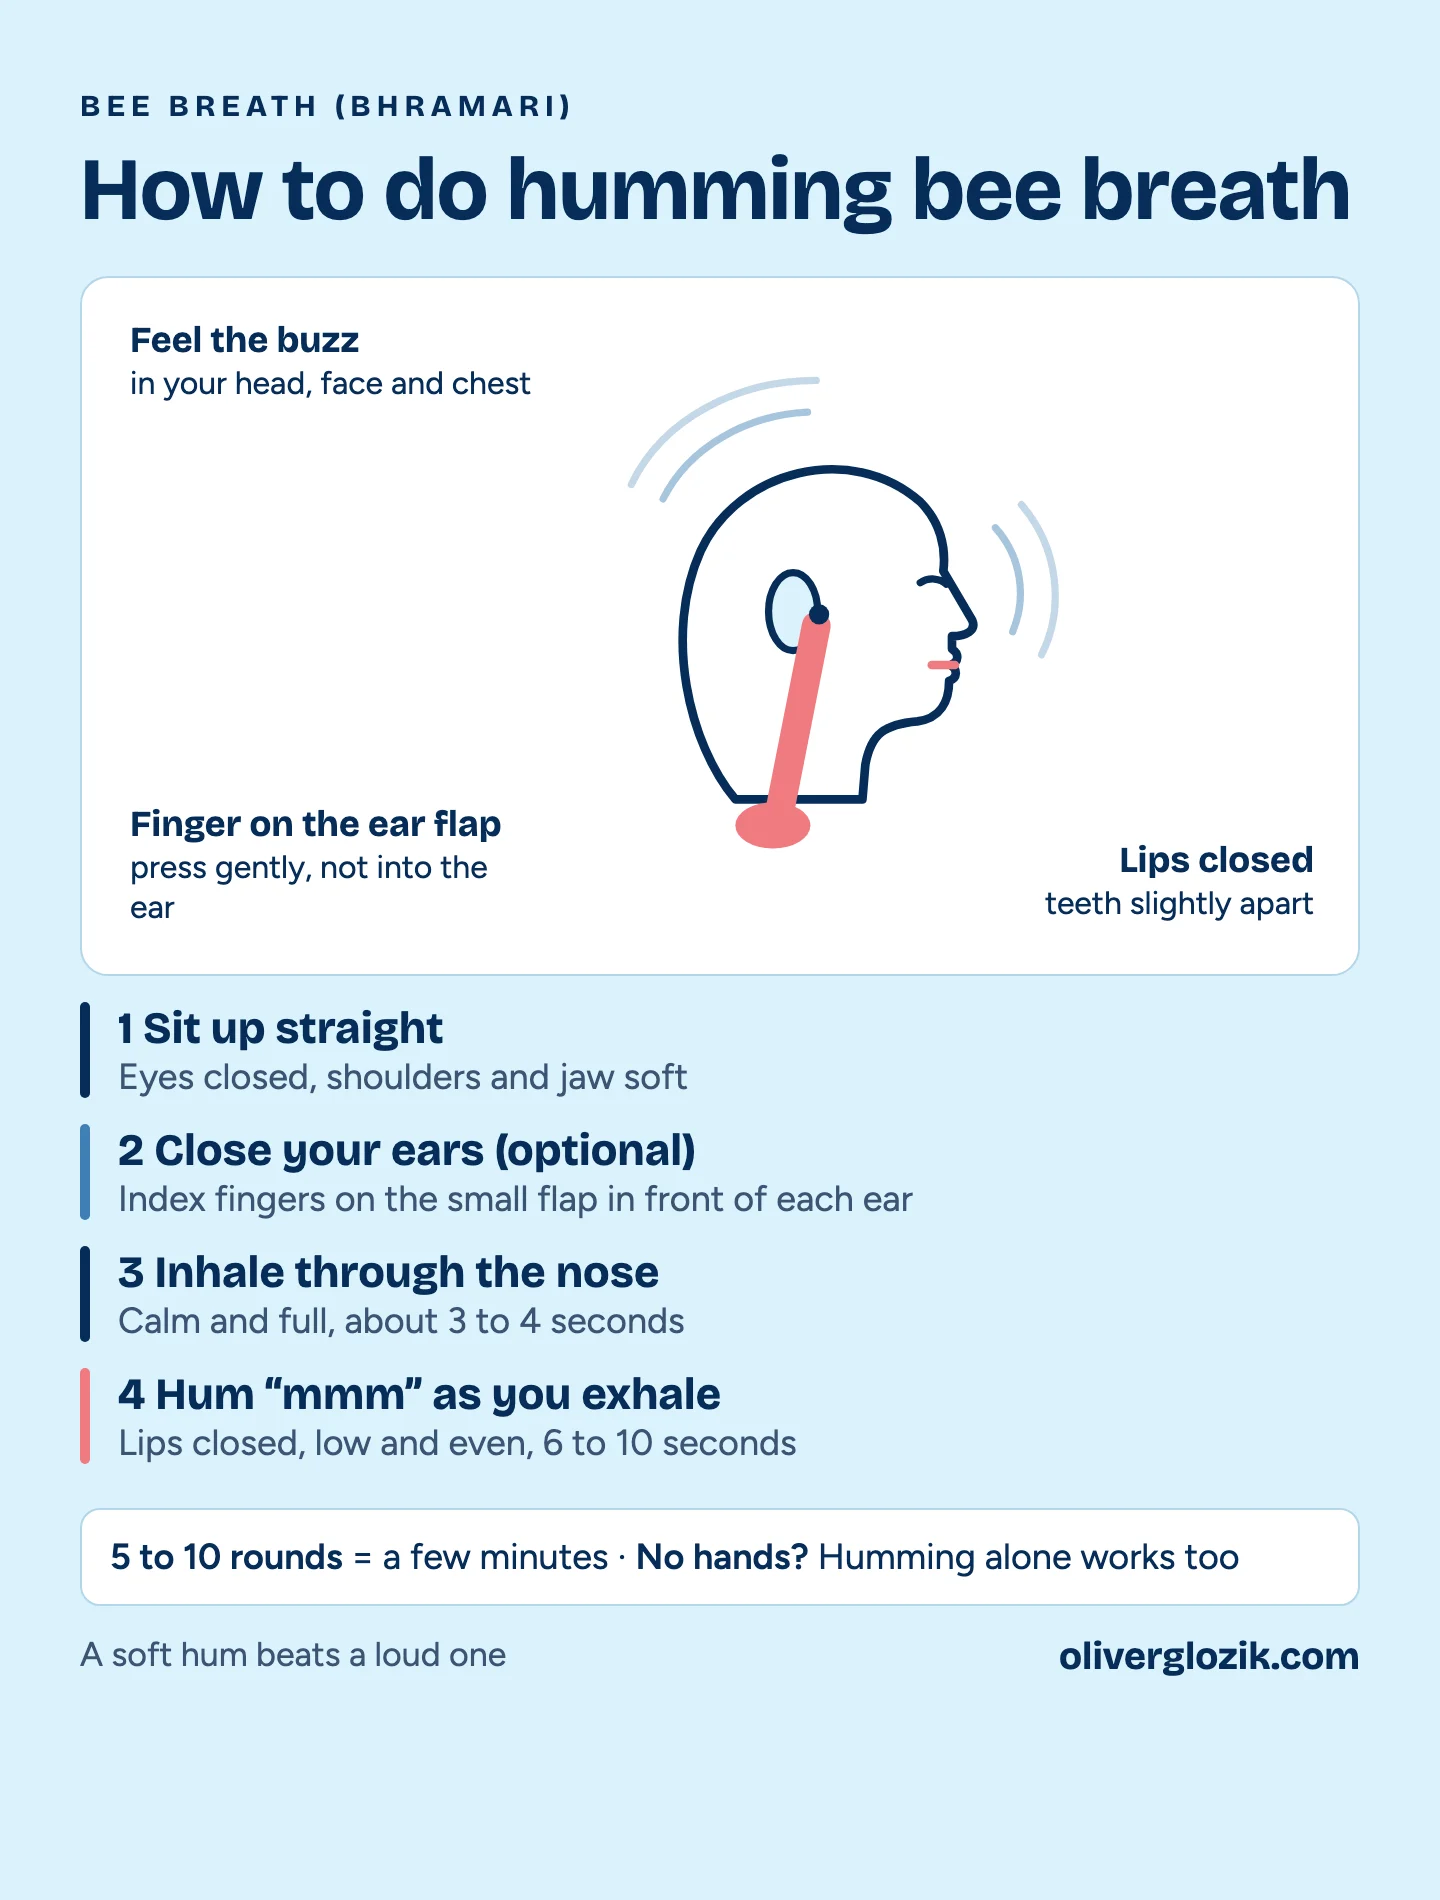 BEE BREATH (BHRAMARI)
How to do humming bee breath
Feel the buzz
in your head, face and chest
Finger on the ear flap
press gently, not into the
ear
Lips closed
teeth slightly apart
1 Sit up straight
Eyes closed, shoulders and jaw soft
2 Close your ears (optional)
Index fingers on the small flap in front of each ear
3 Inhale through the nose
Calm and full, about 3 to 4 seconds
4 Hum “mmm” as you exhale
Lips closed, low and even, 6 to 10 seconds
5 to 10 rounds = a few minutes · No hands? Humming alone works too
A soft hum beats a loud one
oliverglozik.com